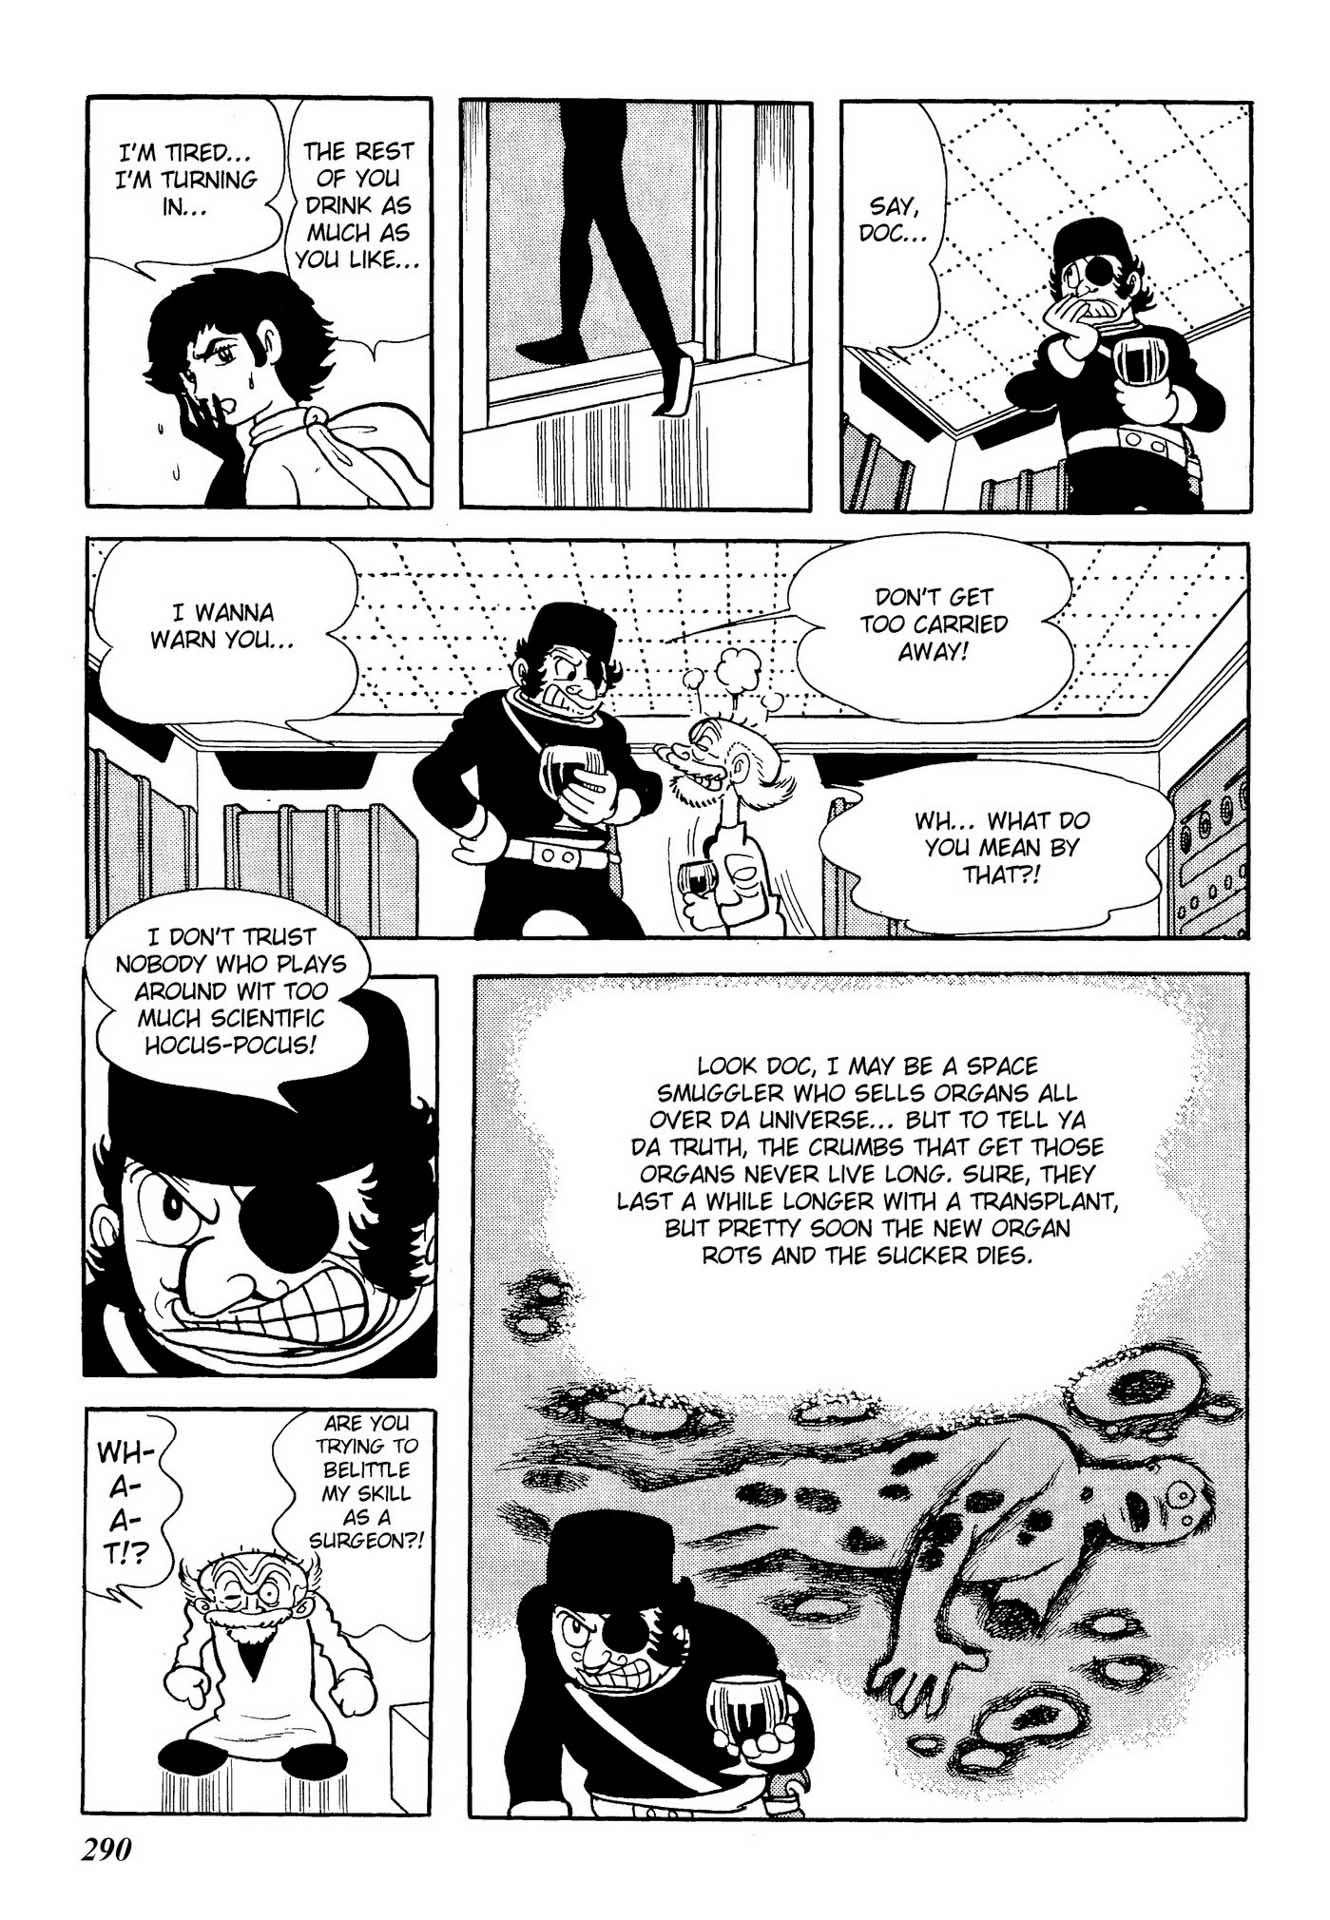 I'M TIRED...
I'M TURNING
IN...
THE REST
OF YOU
DRINK AS
MUCH AS
YOU LIKE...
SAY,
DOC...
I WANNA
WARN YOU...
DON'T GET
TOO CARRIED
AWAY!
WH... WHAT DO
YOU MEAN BY
THAT?!
I DON'T TRUST
NOBODY WHO PLAYS
AROUND WIT TOO
MUCH SCIENTIFIC
HOCUS-POCUS!
LOOK DOC, I MAY BE A SPACE
SMUGGLER WHO SELLS ORGANS ALL
OVER DA UNIVERSE... BUT TO TELL YA
DA TRUTH, THE CRUMBS THAT GET THOSE
ORGANS NEVER LIVE LONG. SURE, THEY
LAST A WHILE LONGER WITH A TRANSPLANT,
BUT PRETTY SOON THE NEW ORGAN
ROTS AND THE SUCKER DIES.
WH-
A-
A-
T!?
ARE YOU
TRYING TO
BELITTLE
MY SKILL
AS A
SURGEON?!
290